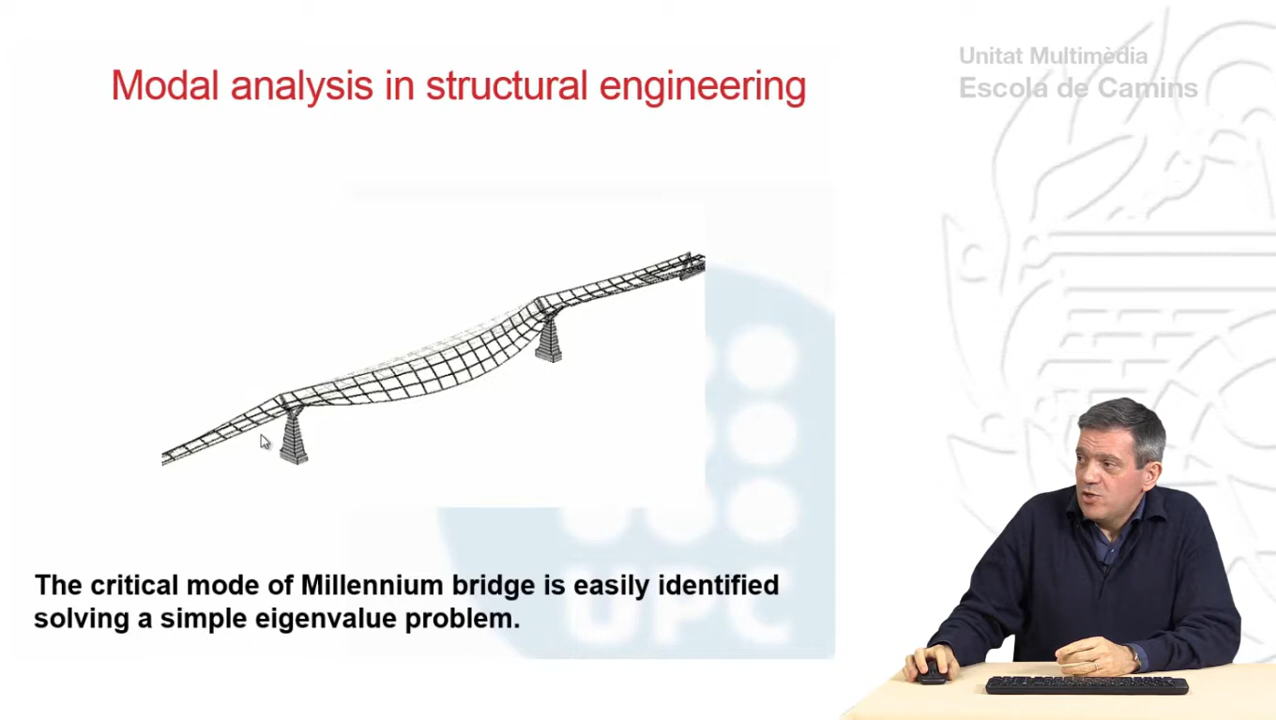 Unitat Multimèdia
Escola de Camins
Modal analysis in structural engineering
The critical mode of Millennium bridge is easily identified
solving a simple eigenvalue problem.
UPC